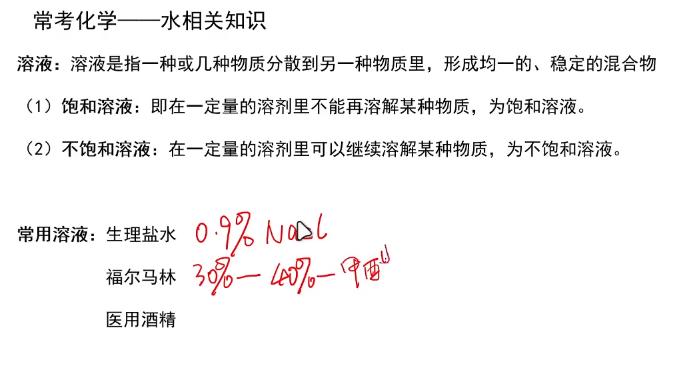 常考化学——水相关知识
溶液：溶液是指一种或几种物质分散到另一种物质里，形成均一的、稳定的混合物
（1）饱和溶液：即在一定量的溶剂里不能再溶解某种物质，为饱和溶液。
（2）不饱和溶液：在一定量的溶剂里可以继续溶解某种物质，为不饱和溶液。
常用溶液：生理盐水 0.9% NaCl
福尔马林 30%—40%—甲
医用酒精